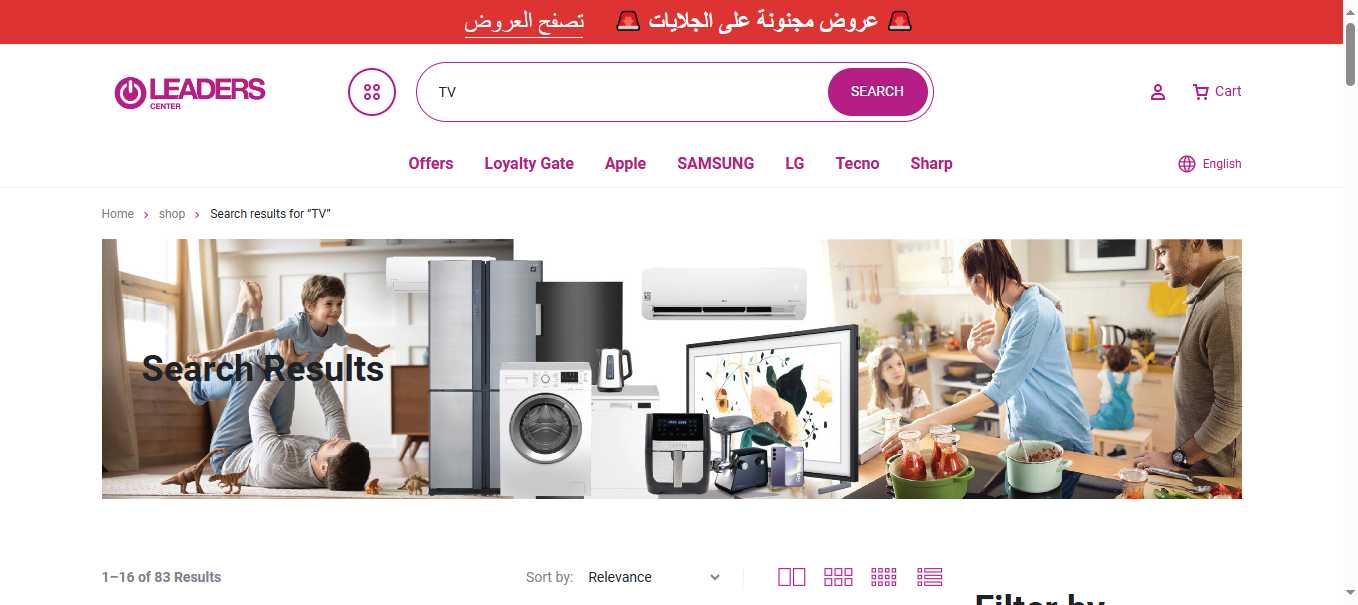 🚨 عروض مجنونة على الجلايات 🚨 تصفح العروض
LEADERS
CENTER
TV
SEARCH
Cart
Offers Loyalty Gate Apple SAMSUNG LG Tecno Sharp
English
Home > shop > Search results for “TV”
Search Results
1–16 of 83 Results
Sort by: Relevance
Filter by